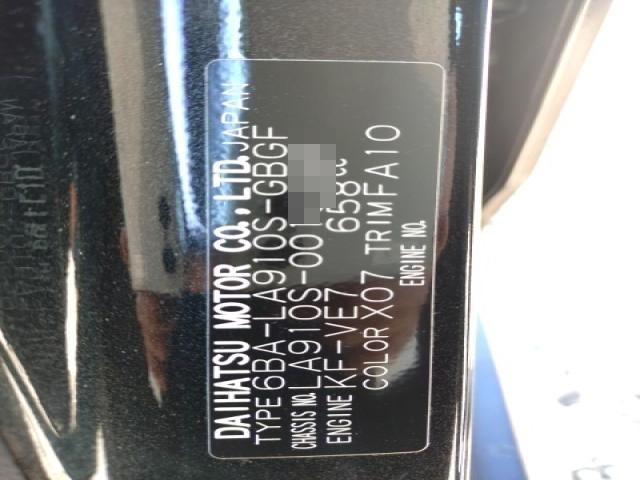 DAIHATSU MOTOR CO., LTD. JAPAN
TYPE 6BA-LA910S-GBGF
CHASSIS NO. LA910S-001
ENGINE KF-VE7 658cc
COLOR X07 TRIM FA10
ENGINE NO.